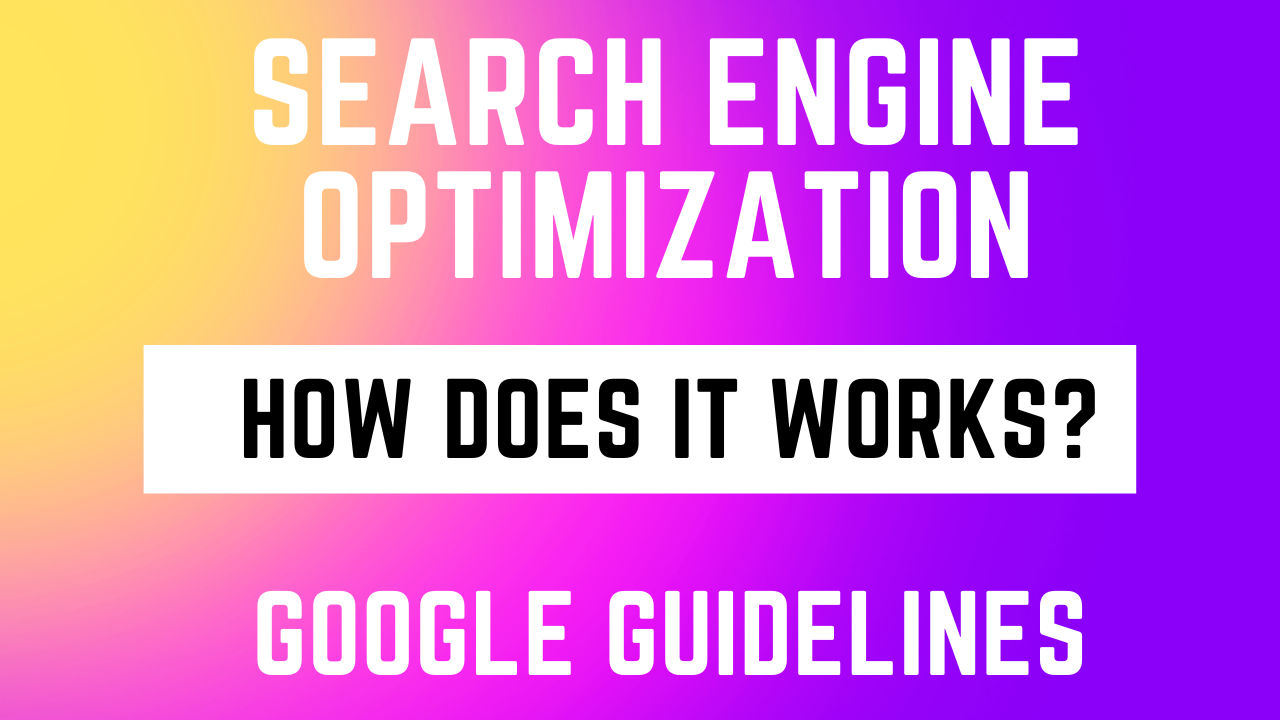 SEARCH ENGINE
OPTIMIZATION
HOW DOES IT WORKS?
GOOGLE GUIDELINES